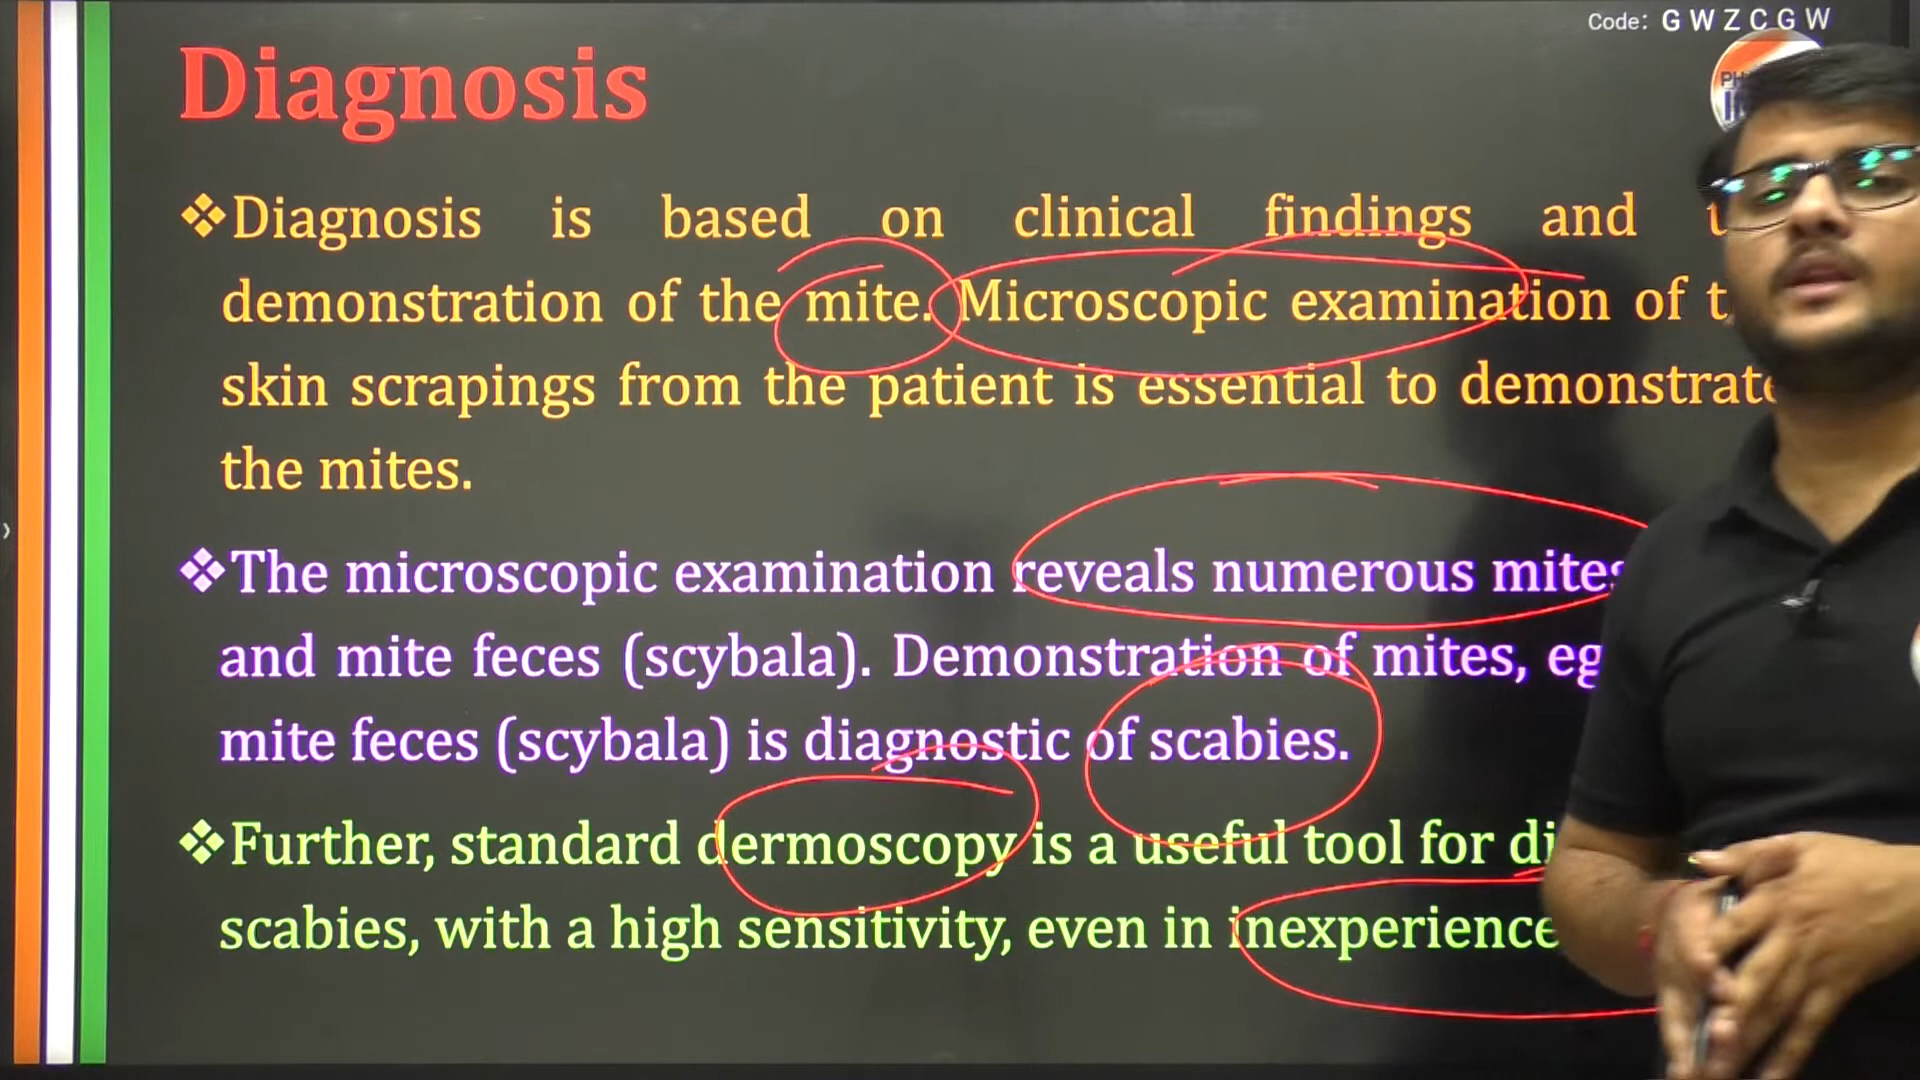 Code: G W Z C G W
Diagnosis
❖Diagnosis is based on clinical findings and
demonstration of the mite. Microscopic examination of
skin scrapings from the patient is essential to demonstrate
the mites.
❖The microscopic examination reveals numerous mites
and mite feces (scybala). Demonstration of mites,
mite feces (scybala) is diagnostic of scabies.
❖Further, standard dermoscopy is a useful tool for
scabies, with a high sensitivity, even in